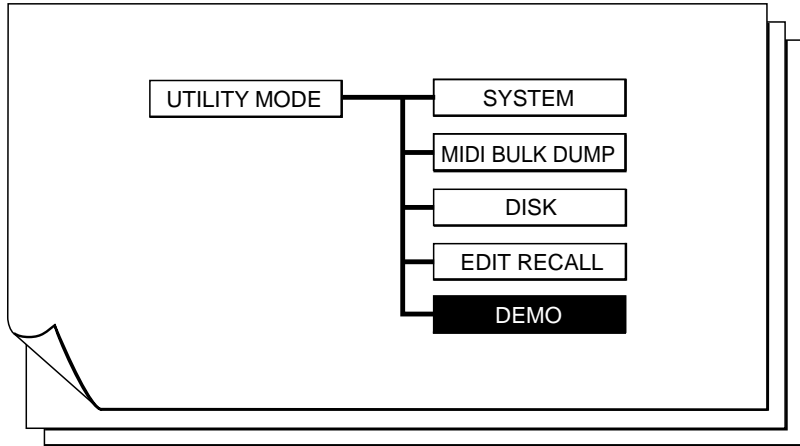 UTILITY MODE
SYSTEM
MIDI BULK DUMP
DISK
EDIT RECALL
DEMO